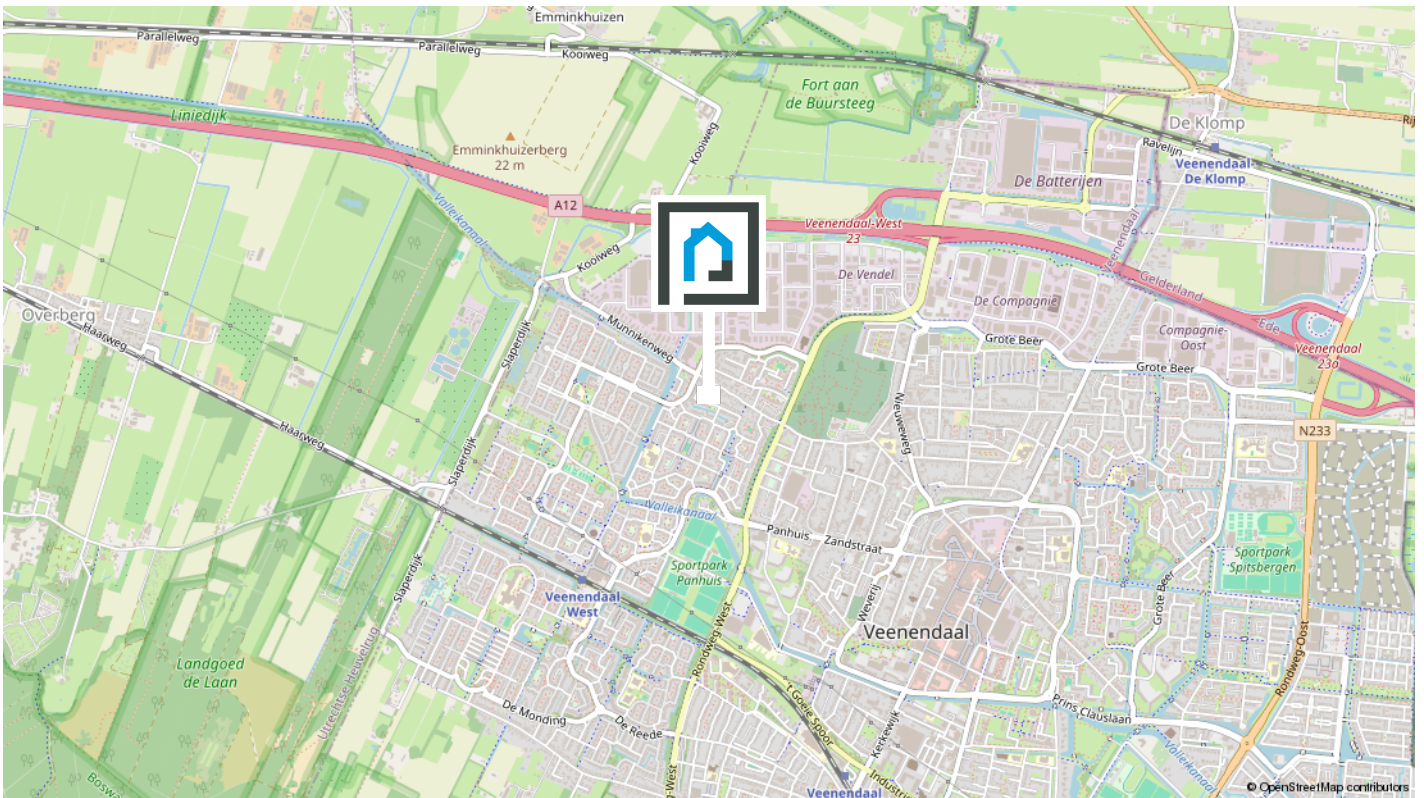 Emminkhuizen
Parallelweg
Parallelweg
Kooiweg
Fort aan
de Buursteeg
Liniedijk
De Klomp
Emminkhuizerberg
22 m
Kooiweg
Ravelijn
Veenendaal-
De Klomp
De Batterijen
A12
Valleikanaal
Veenendaal-West
23
Veenendaal
Kooiweg
De Vendel
Gelderland
De Compagnie
Overberg
Ede
Haarweg
Munnikenweg
Slaperdijk
Grote Beer
Compagnie-
Oost
Veenendaal
23a
Grote Beer
Nieuweweg
Haarweg
N233
Slaperdijk
Valleikanaal
Panhuis
Zandstraat
Sportpark
Panhuis
Sportpark
Spitsbergen
Slaperdijk
Veenendaal
West
Weverij
Grote Beer
Rondweg-West
Veenendaal
Landgoed
de Laan
Utrechtse Heuvelrug
Rondweg-Oost
't Goeie Spoor
De Monding
De Reede
Kerkewijk
Prins Clauslaan
Valleikanaal
Veenendaal
© OpenStreetMap contributors